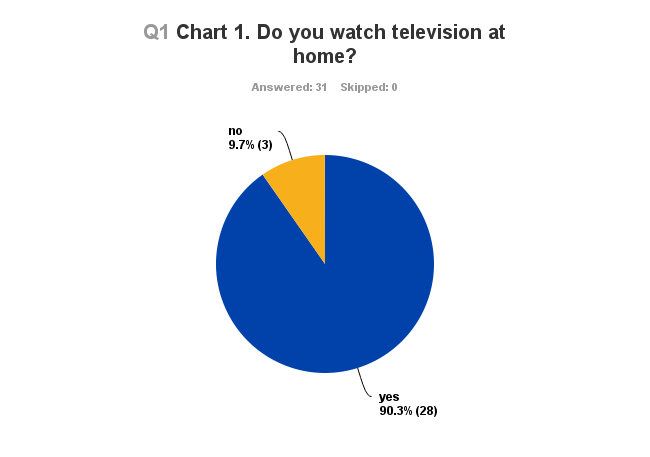 Q1 Chart 1. Do you watch television at
home?
Answered: 31 Skipped: 0
no
9.7% (3)
yes
90.3% (28)